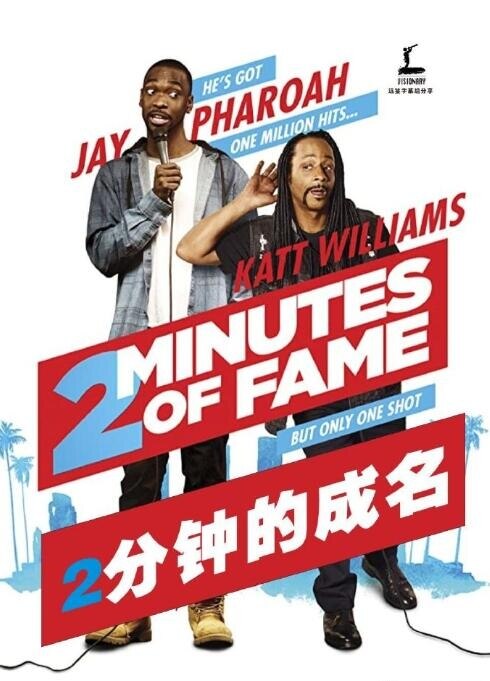 HE'S GOT
JAY PHAROAH
ONE MILLION HITS...
VISIONARY
KATT WILLIAMS
2 MINUTES
OF FAME
BUT ONLY ONE SHOT
2分钟的成名